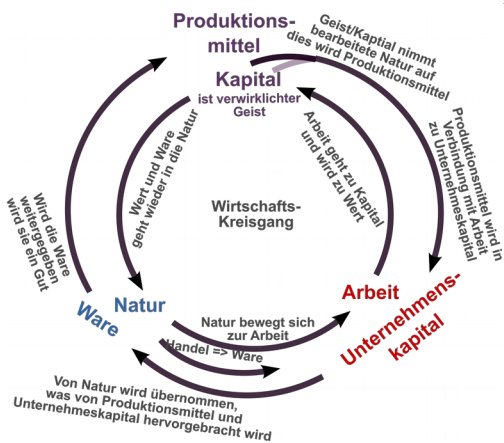 Produktions-
mittel
Geist/Kaptial nimmt
bearbeitete Natur auf
dies wird Produktionsmittel
Kapital
ist verwirklichter
Geist
Wert und Ware
geht wieder in die Natur
Arbeit geht zu Kapital
und wird zu Wert
Produktionsmittel wird in
Verbindung mit Arbeit
zu Unternehmeskapital
Wirtschafts-
Kreisgang
Wird die Ware
weitergegeben
wird sie ein Gut
Natur
Ware
Arbeit
Unternehmens-
kapital
Natur bewegt sich
zur Arbeit
Handel => Ware
Von Natur wird übernommen,
was von Produktionsmittel und
Unternehmeskapital hervorgebracht wird